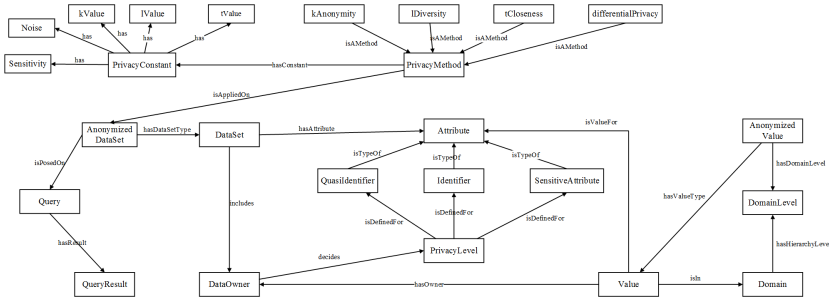 kValue
lValue
tValue
kAnonymity
lDiversity
tCloseness
differentialPrivacy
Noise
has
has
has
has
isAMethod
isAMethod
isAMethod
isAMethod
Sensitivity
has
PrivacyConstant
hasConstant
PrivacyMethod
isAppliedOn
Anonymized
DataSet
hasDataSetType
DataSet
hasAttribute
Attribute
isValueFor
Anonymized
Value
isPosedOn
isTypeOf
isTypeOf
isTypeOf
hasDomainLevel
QuasiIdentifier
Identifier
SensitiveAttribute
Query
includes
hasValueType
DomainLevel
isDefinedFor
isDefinedFor
isDefinedFor
hasResult
decides
PrivacyLevel
hasHierarchyLeve
QueryResult
DataOwner
hasOwner
Value
isIn
Domain